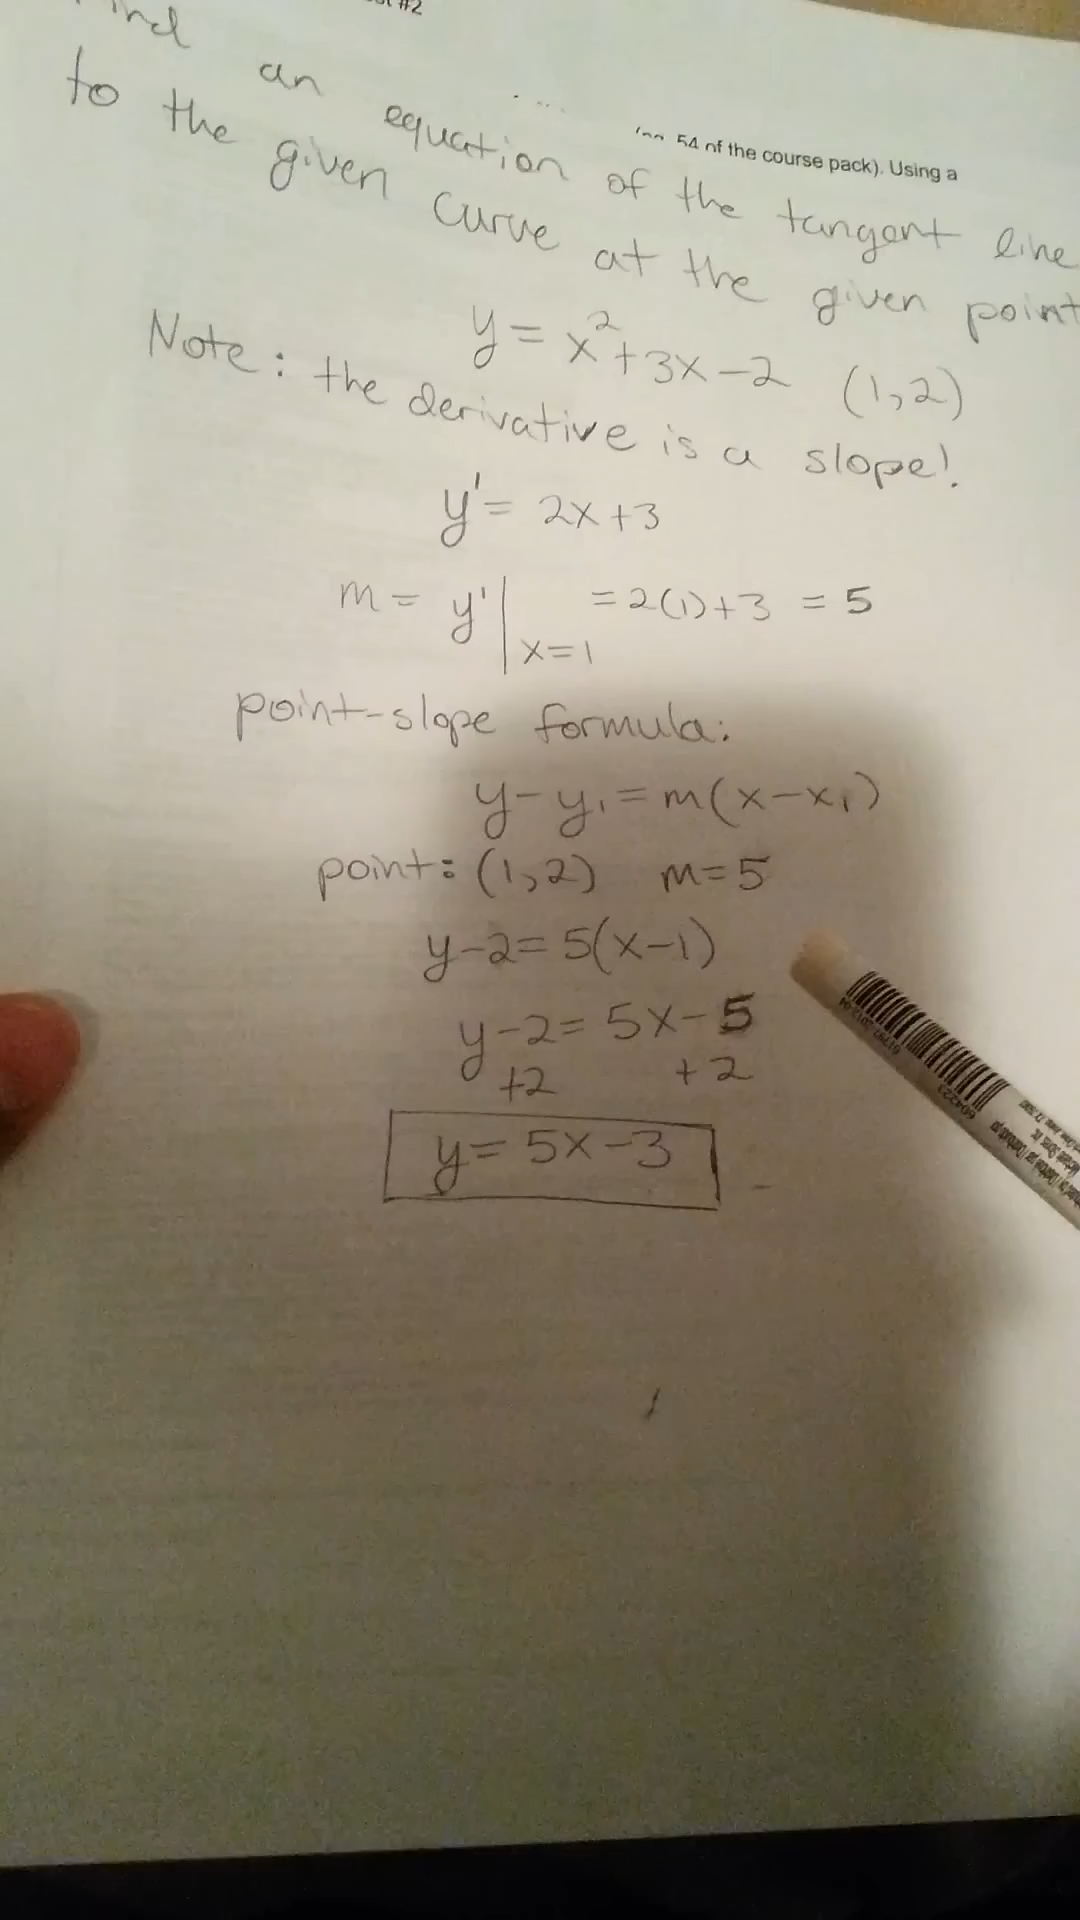 #2
an equation of the tangent line
to the given curve at the given point
54 of the course pack). Using a
y = x²+3x-2 (1,2)
Note: the derivative is a slope!
y' = 2x+3
m = y'|x=1 = 2(1)+3 = 5
point-slope formula:
y-y₁=m(x-x₁)
point: (1,2) m=5
y-2=5(x-1)
y-2= 5x-5
+2 +2
y= 5x-3